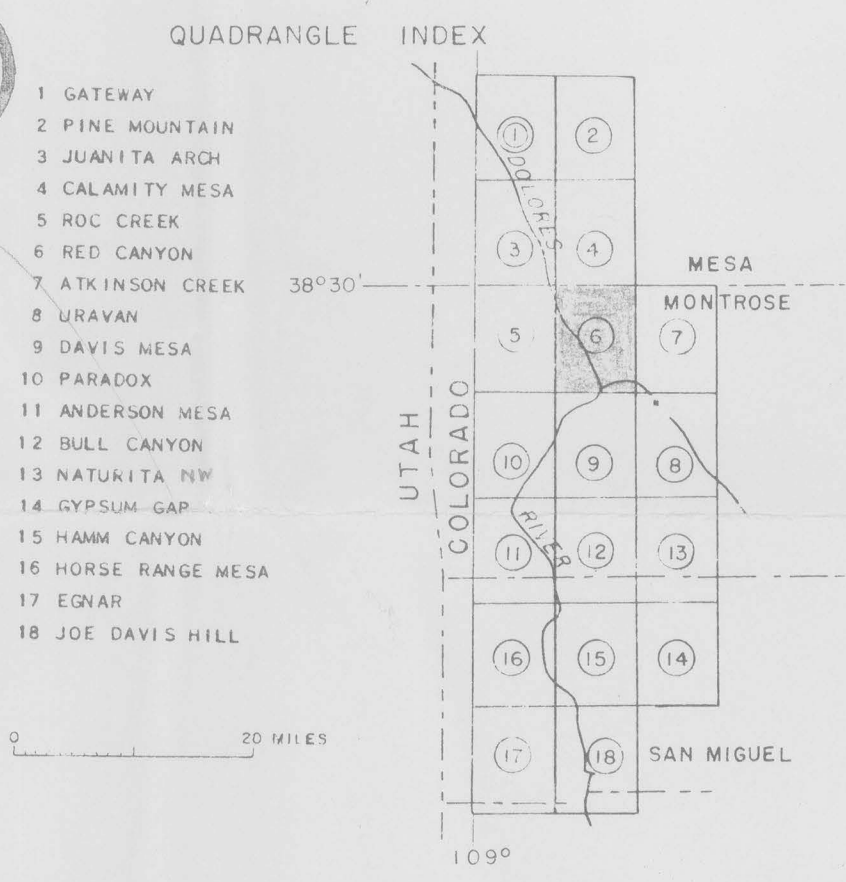 QUADRANGLE INDEX
1 GATEWAY
2 PINE MOUNTAIN
3 JUANITA ARCH
4 CALAMITY MESA
5 ROC CREEK
6 RED CANYON
7 ATKINSON CREEK
8 URAVAN
9 DAVIS MESA
10 PARADOX
11 ANDERSON MESA
12 BULL CANYON
13 NATURITA NW
14 GYPSUM GAP
15 HAMM CANYON
16 HORSE RANGE MESA
17 EGNAR
18 JOE DAVIS HILL
0 20 MILES
1 2
DOLORES
3 4
MESA
38°30'
MONTROSE
5 6 7
UTAH
COLORADO
10 9 8
RIVER
11 12 13
16 15 14
17 18 SAN MIGUEL
109°